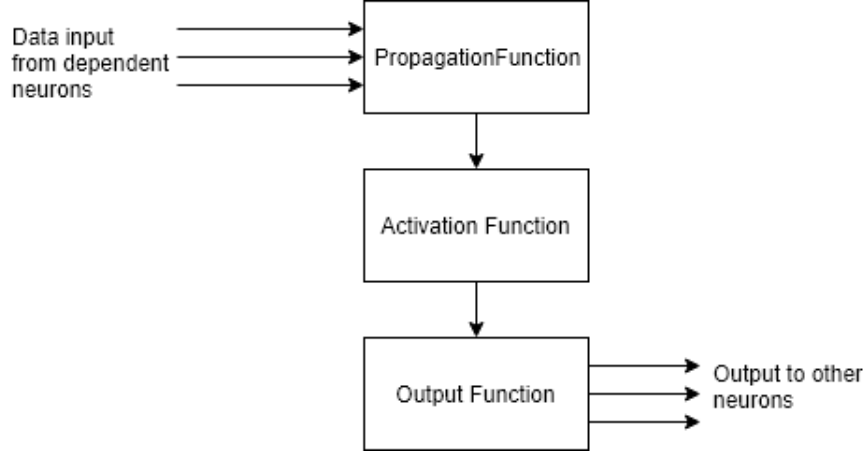 Data input
from dependent
neurons
PropagationFunction
Activation Function
Output Function
Output to other
neurons